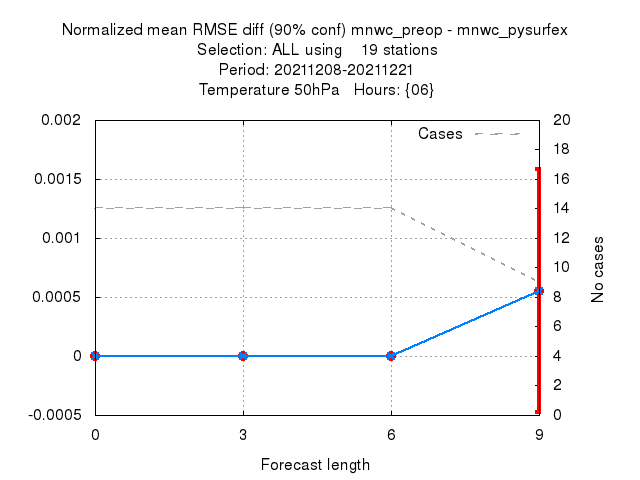 Normalized mean RMSE diff (90% conf) mnwc_preop - mnwc_pysurfex
Selection: ALL using    19 stations
Period: 20211208-20211221
Temperature 50hPa   Hours: {06}
Cases
0.002
0.0015
0.001
0.0005
0
-0.0005
20
18
16
14
12
10
8
6
4
2
0
No cases
0 3 6 9
Forecast length